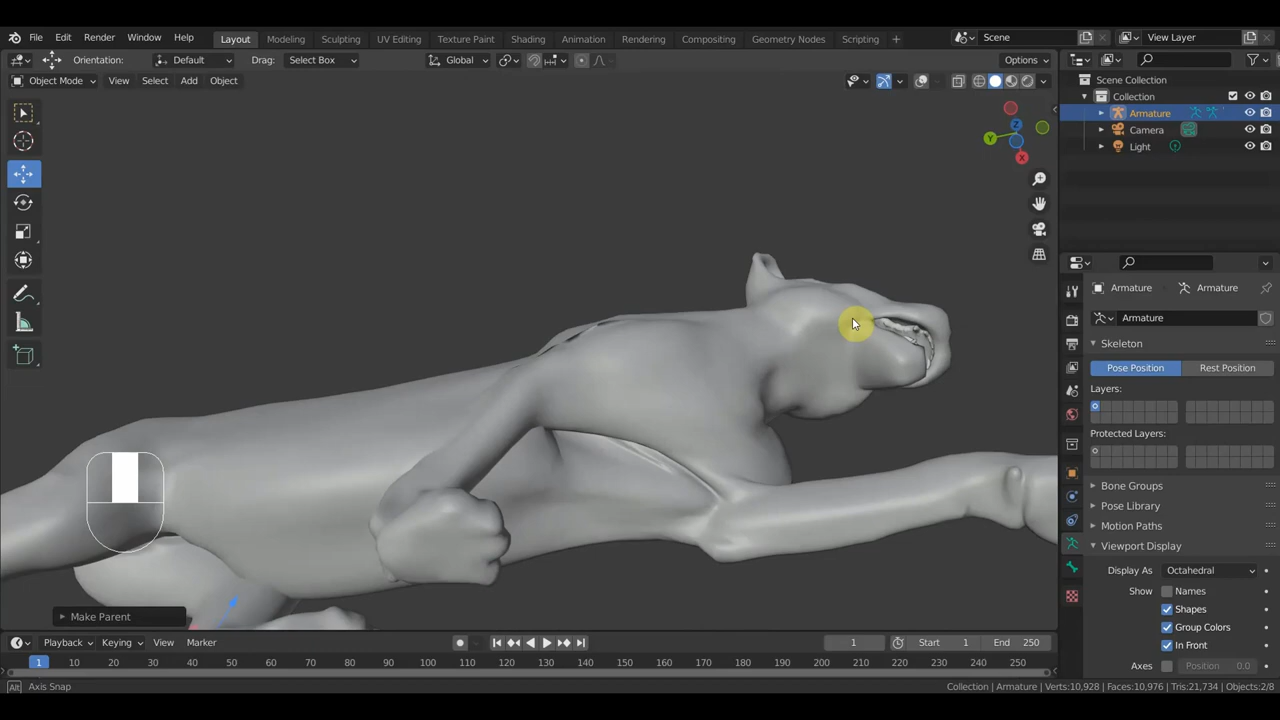 File Edit Render Window Help Layout Modeling Sculpting UV Editing Texture Paint Shading Animation Rendering Compositing Geometry Nodes Scripting + Scene View Layer
Orientation: Default Drag: Select Box Global Options
Object Mode View Select Add Object
Scene Collection
Collection
Armature
Camera
Light
Z
Y
X
Armature Armature
Armature
Skeleton
Pose Position Rest Position
Layers:
Protected Layers:
Bone Groups
Pose Library
Motion Paths
Viewport Display
Display As Octahedral
Show Names
Shapes
Group Colors
In Front
Axes Position 0.0
Make Parent
Playback Keying View Marker 1 Start 1 End 250
1 10 20 30 40 50 60 70 80 90 100 110 120 130 140 150 160 170 180 190 200 210 220 230 240 250
Alt Axis Snap Collection | Armature | Verts:10,928 | Faces:10,976 | Tris:21,734 | Objects:2/8